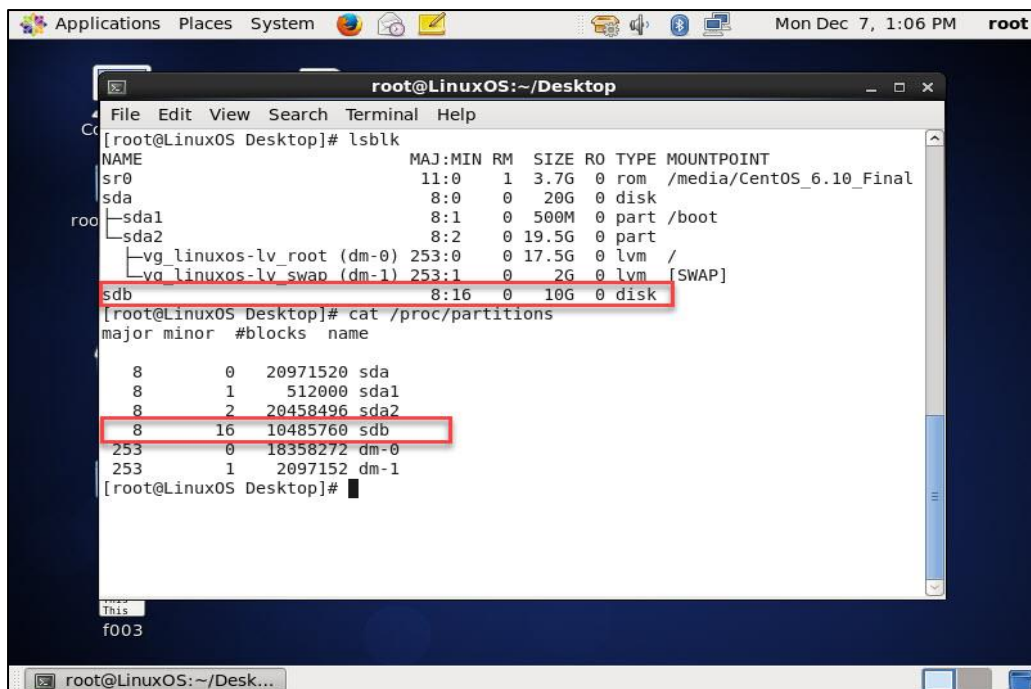 Applications Places System Mon Dec 7, 1:06 PM root
root@LinuxOS:~/Desktop
File Edit View Search Terminal Help
[root@LinuxOS Desktop]# lsblk
NAME MAJ:MIN RM SIZE RO TYPE MOUNTPOINT
sr0 11:0 1 3.7G 0 rom /media/CentOS_6.10_Final
sda 8:0 0 20G 0 disk
├─sda1 8:1 0 500M 0 part /boot
└─sda2 8:2 0 19.5G 0 part
├─vg_linuxos-lv_root (dm-0) 253:0 0 17.5G 0 lvm /
└─vg_linuxos-lv_swap (dm-1) 253:1 0 2G 0 lvm [SWAP]
sdb 8:16 0 10G 0 disk
[root@LinuxOS Desktop]# cat /proc/partitions
major minor #blocks name
8 0 20971520 sda
8 1 512000 sda1
8 2 20458496 sda2
8 16 10485760 sdb
253 0 18358272 dm-0
253 1 2097152 dm-1
[root@LinuxOS Desktop]#
This
f003
root@LinuxOS:~/Desk...